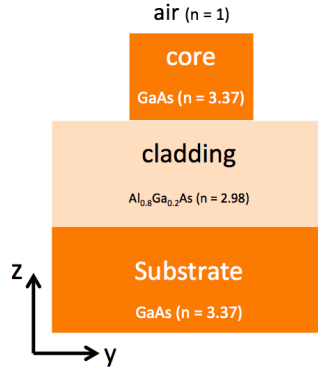 air (n = 1)
core
GaAs (n = 3.37)
cladding
Al₀.₈Ga₀.₂As (n = 2.98)
Substrate
GaAs (n = 3.37)
z
y